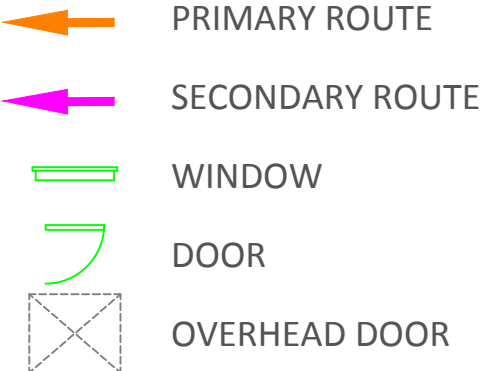 PRIMARY ROUTE
SECONDARY ROUTE
WINDOW
DOOR
OVERHEAD DOOR